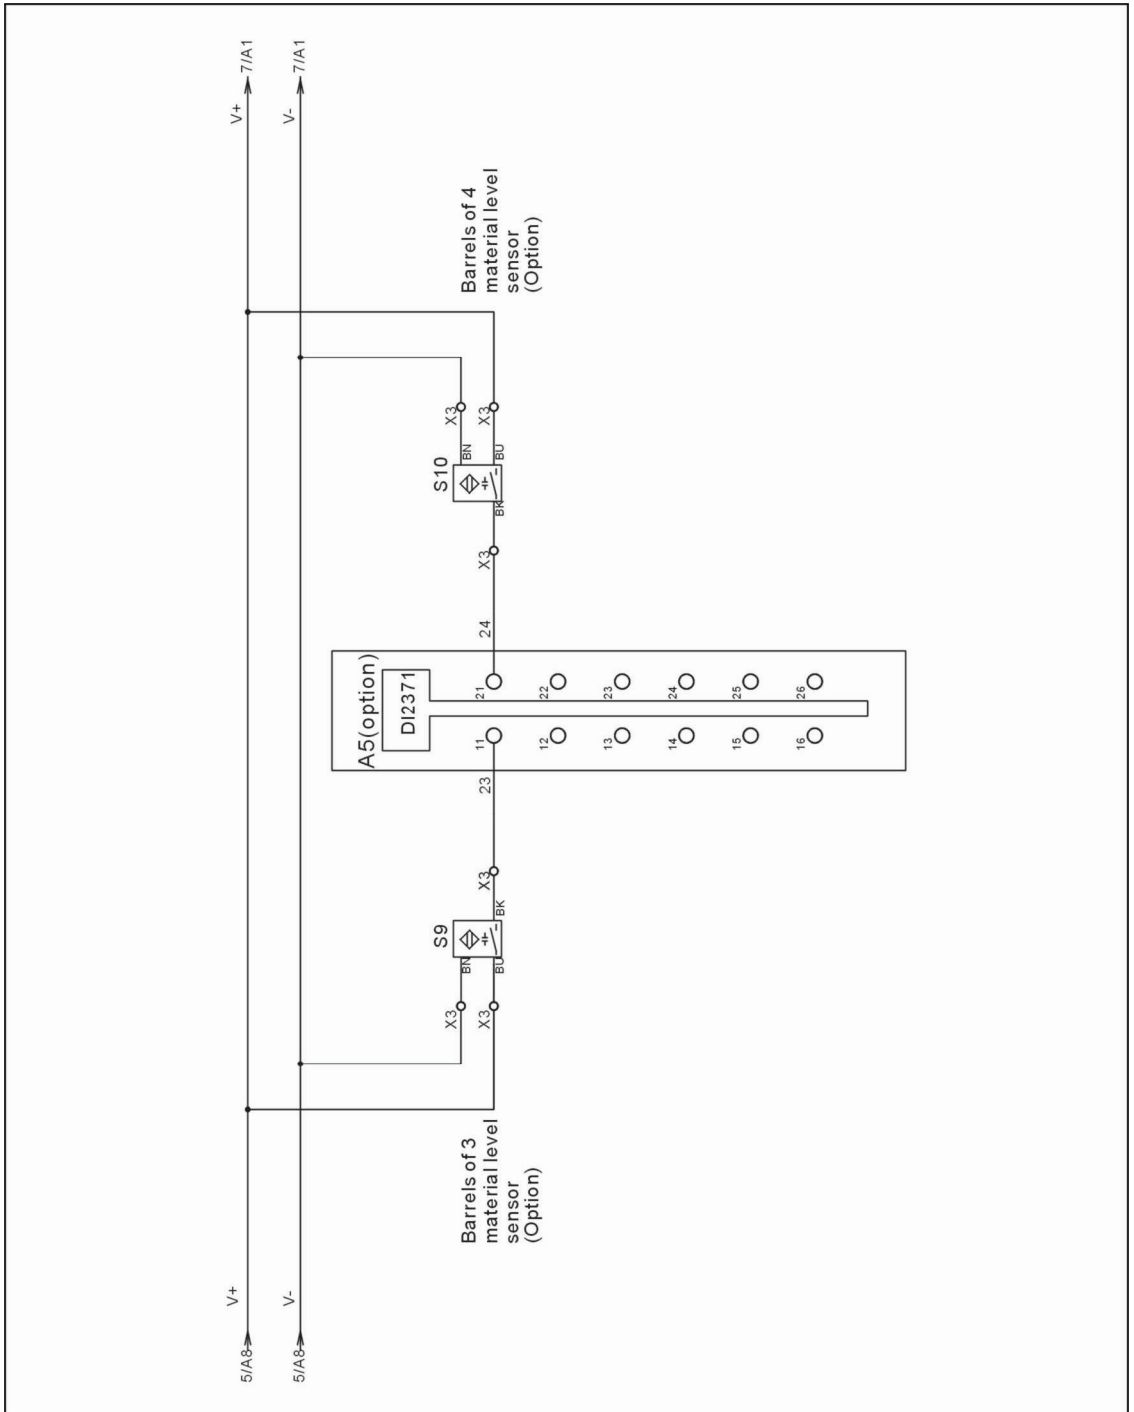 5/A8
V+
V+
7/A1
5/A8
V-
V-
7/A1
A5(option)
DI2371
S9
S10
X3
BN
BN
X3
X3
BU
BK
X3
23
11
21
24
X3
BK
BU
X3
Barrels of 3
material level
sensor
(Option)
Barrels of 4
material level
sensor
(Option)
12
22
13
23
14
24
15
25
16
26